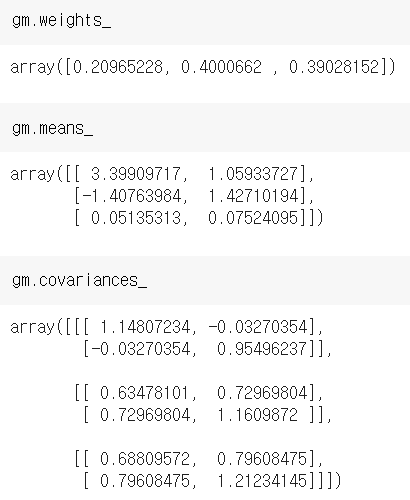 gm.weights_
array([0.20965228, 0.4000662 , 0.39028152])
gm.means_
array([[ 3.39909717,  1.05933727],
       [-1.40763984,  1.42710194],
       [ 0.05135313,  0.07524095]])
gm.covariances_
array([[[ 1.14807234, -0.03270354],
        [-0.03270354,  0.95496237]],
       [[ 0.63478101,  0.72969804],
        [ 0.72969804,  1.1609872 ]],
       [[ 0.68809572,  0.79608475],
        [ 0.79608475,  1.21234145]]])